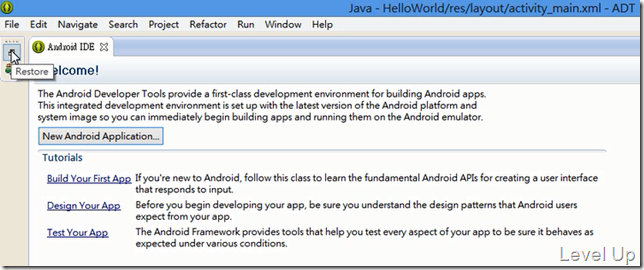 Java - HelloWorld/res/layout/activity_main.xml - ADT
File Edit Navigate Search Project Refactor Run Window Help
Android IDE
elcome!
Restore
The Android Developer Tools provide a first-class development environment for building Android apps.
This integrated development environment is set up with the latest version of the Android platform and
system image so you can immediately begin building apps and running them on the Android emulator.
New Android Application...
Tutorials
Build Your First App If you're new to Android, follow this class to learn the fundamental Android APIs for creating a user interface
that responds to input.
Design Your App Before you begin developing your app, be sure you understand the design patterns that Android users
expect from your app.
Test Your App The Android Framework provides tools that help you test every aspect of your app to be sure it behaves as
expected under various conditions.
Level Up